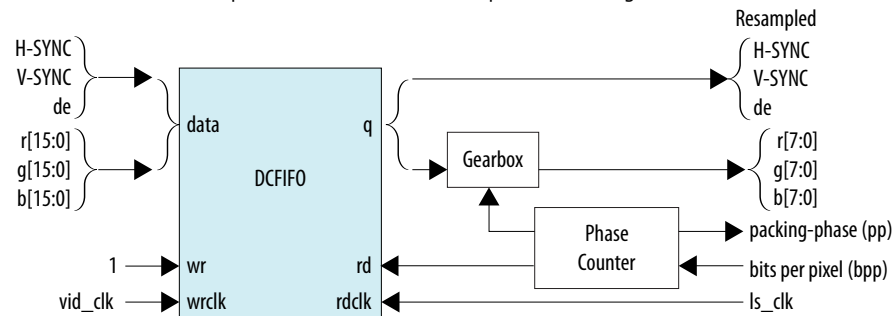 Resampled
H-SYNC
V-SYNC
de
r[15:0]
g[15:0]
b[15:0]
data
q
DCFIFO
Gearbox
H-SYNC
V-SYNC
de
r[7:0]
g[7:0]
b[7:0]
Phase
Counter
packing-phase (pp)
bits per pixel (bpp)
1
wr
rd
vid_clk
wrclk
rdclk
ls_clk